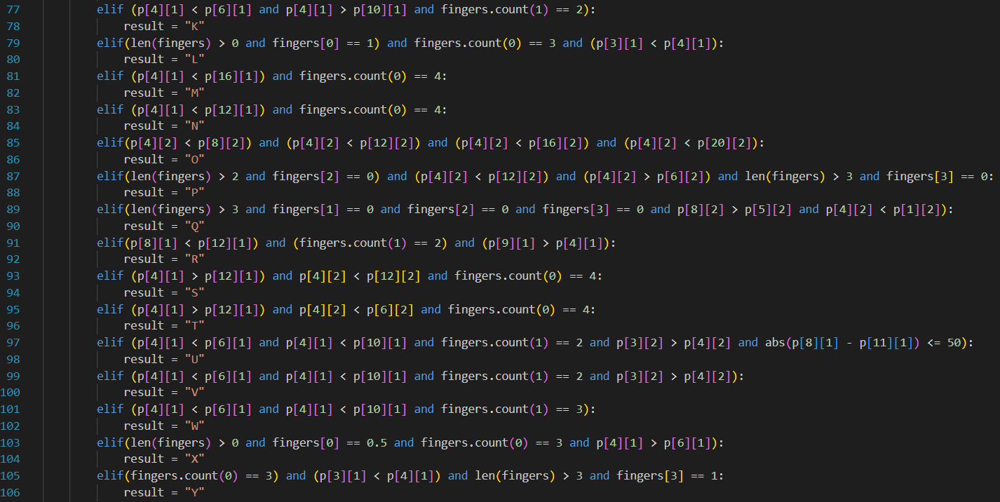 77 elif (p[4][1] < p[6][1] and p[4][1] > p[10][1] and fingers.count(1) == 2):
78 result = "K"
79 elif(len(fingers) > 0 and fingers[0] == 1) and fingers.count(0) == 3 and (p[3][1] < p[4][1]):
80 result = "L"
81 elif (p[4][1] < p[16][1]) and fingers.count(0) == 4:
82 result = "M"
83 elif (p[4][1] < p[12][1]) and fingers.count(0) == 4:
84 result = "N"
85 elif(p[4][2] < p[8][2]) and (p[4][2] < p[12][2]) and (p[4][2] < p[16][2]) and (p[4][2] < p[20][2]):
86 result = "O"
87 elif(len(fingers) > 2 and fingers[2] == 0) and (p[4][2] < p[12][2]) and (p[4][2] > p[6][2]) and len(fingers) > 3 and fingers[3] == 0:
88 result = "P"
89 elif(len(fingers) > 3 and fingers[1] == 0 and fingers[2] == 0 and fingers[3] == 0 and p[8][2] > p[5][2] and p[4][2] < p[1][2]):
90 result = "Q"
91 elif(p[8][1] < p[12][1]) and (fingers.count(1) == 2) and (p[9][1] > p[4][1]):
92 result = "R"
93 elif (p[4][1] > p[12][1]) and p[4][2] < p[12][2] and fingers.count(0) == 4:
94 result = "S"
95 elif (p[4][1] > p[12][1]) and p[4][2] < p[6][2] and fingers.count(0) == 4:
96 result = "T"
97 elif (p[4][1] < p[6][1] and p[4][1] < p[10][1] and fingers.count(1) == 2 and p[3][2] > p[4][2] and abs(p[8][1] - p[11][1]) <= 50):
98 result = "U"
99 elif (p[4][1] < p[6][1] and p[4][1] < p[10][1] and fingers.count(1) == 2 and p[3][2] > p[4][2]):
100 result = "V"
101 elif (p[4][1] < p[6][1] and p[4][1] < p[10][1] and fingers.count(1) == 3):
102 result = "W"
103 elif(len(fingers) > 0 and fingers[0] == 0.5 and fingers.count(0) == 3 and p[4][1] > p[6][1]):
104 result = "X"
105 elif(fingers.count(0) == 3) and (p[3][1] < p[4][1]) and len(fingers) > 3 and fingers[3] == 1:
106 result = "Y"